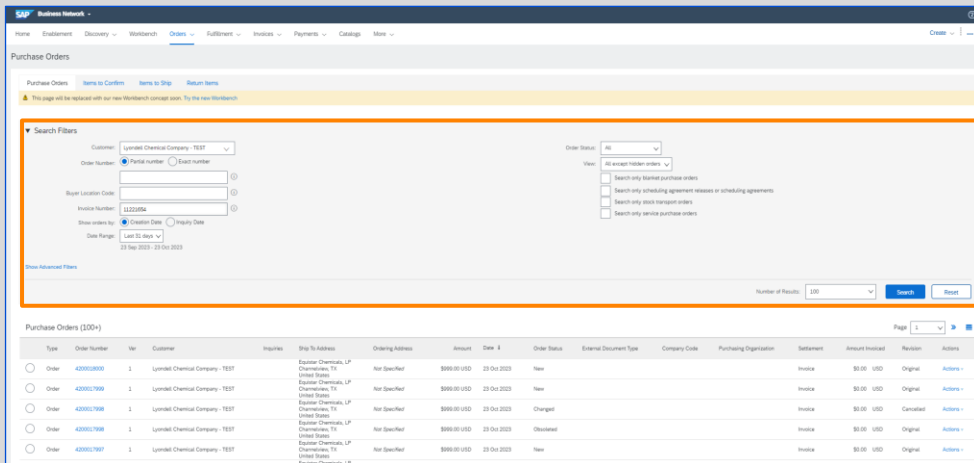 SAP Business Network
Home Enablement Discovery Workbench Orders Fulfillment Invoices Payments Catalogs More Create
Purchase Orders
Purchase Orders Items to Confirm Items to Ship Return Items
This page will be replaced with our new Workbench concept soon. Try the new Workbench
Search Filters
Customer: Lyondell Chemical Company - TEST Order Status: All
Order Number: Partial number Exact number View: All except hidden orders
Search only blanket purchase orders
Search only scheduling agreement releases or scheduling agreements
Buyer Location Code: Search only stock transport orders
Invoice Number: 11221654 Search only service purchase orders
Show orders by: Creation Date Inquiry Date
Date Range: Last 31 days
23 Sep 2023 - 23 Oct 2023
Show Advanced Filters
Number of Results: 100 Search Reset
Purchase Orders (100+) Page 1
Type Order Number Ver Customer Inquiries Ship To Address Ordering Address Amount Date Order Status External Document Type Company Code Purchasing Organization Settlement Amount Invoiced Revision Actions
Equistar Chemicals, LP
Order 4200018000 1 Lyondell Chemical Company - TEST Channelview, TX Not Specified $989.00 USD 23 Oct 2023 New Invoice $0.00 USD Original Actions
United States
Equistar Chemicals, LP
Order 4200017999 1 Lyondell Chemical Company - TEST Channelview, TX Not Specified $989.00 USD 23 Oct 2023 New Invoice $0.00 USD Original Actions
United States
Equistar Chemicals, LP
Order 4200017998 1 Lyondell Chemical Company - TEST Channelview, TX Not Specified $989.00 USD 23 Oct 2023 Changed Invoice $0.00 USD Cancelled Actions
United States
Equistar Chemicals, LP
Order 4200017998 1 Lyondell Chemical Company - TEST Channelview, TX Not Specified $989.00 USD 23 Oct 2023 Obsoleted Invoice $0.00 USD Original Actions
United States
Equistar Chemicals, LP
Order 4200017997 1 Lyondell Chemical Company - TEST Channelview, TX Not Specified $989.00 USD 23 Oct 2023 New Invoice $0.00 USD Original Actions
United States
Equistar Chemicals, LP